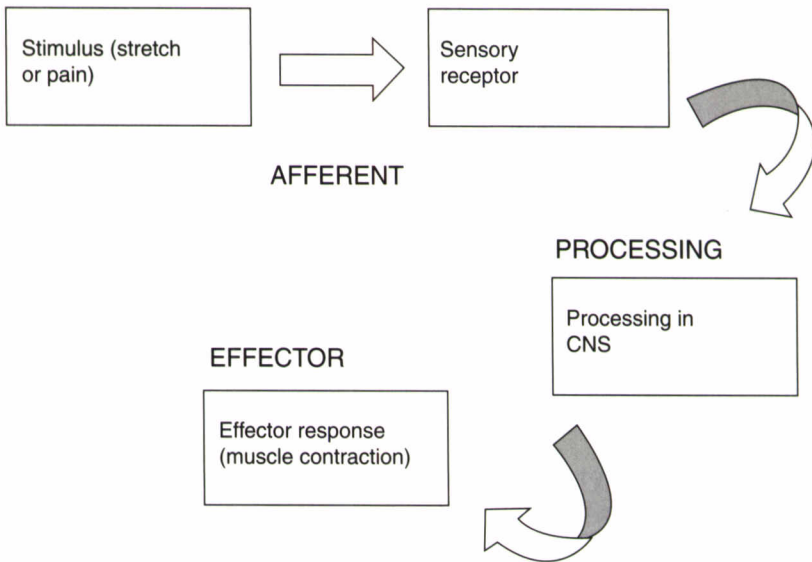 Stimulus (stretch
or pain)
Sensory
receptor
AFFERENT
PROCESSING
Processing in
CNS
EFFECTOR
Effector response
(muscle contraction)